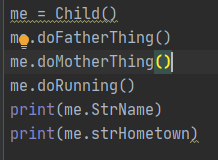 me = Child()
me.doFatherThing()
me.doMotherThing()
me.doRunning()
print(me.StrName)
print(me.strHometown)